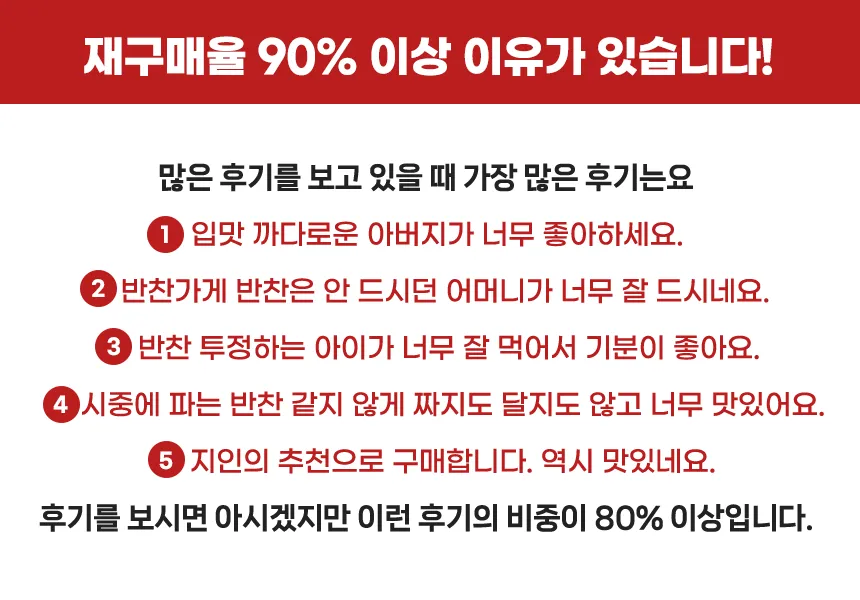 재구매율 90% 이상 이유가 있습니다!
많은 후기를 보고 있을 때 가장 많은 후기는요
1 입맛 까다로운 아버지가 너무 좋아하세요.
2 반찬가게 반찬은 안 드시던 어머니가 너무 잘 드시네요.
3 반찬 투정하는 아이가 너무 잘 먹어서 기분이 좋아요.
4 시중에 파는 반찬 같지 않게 짜지도 달지도 않고 너무 맛있어요.
5 지인의 추천으로 구매합니다. 역시 맛있네요.
후기를 보시면 아시겠지만 이런 후기의 비중이 80% 이상입니다.